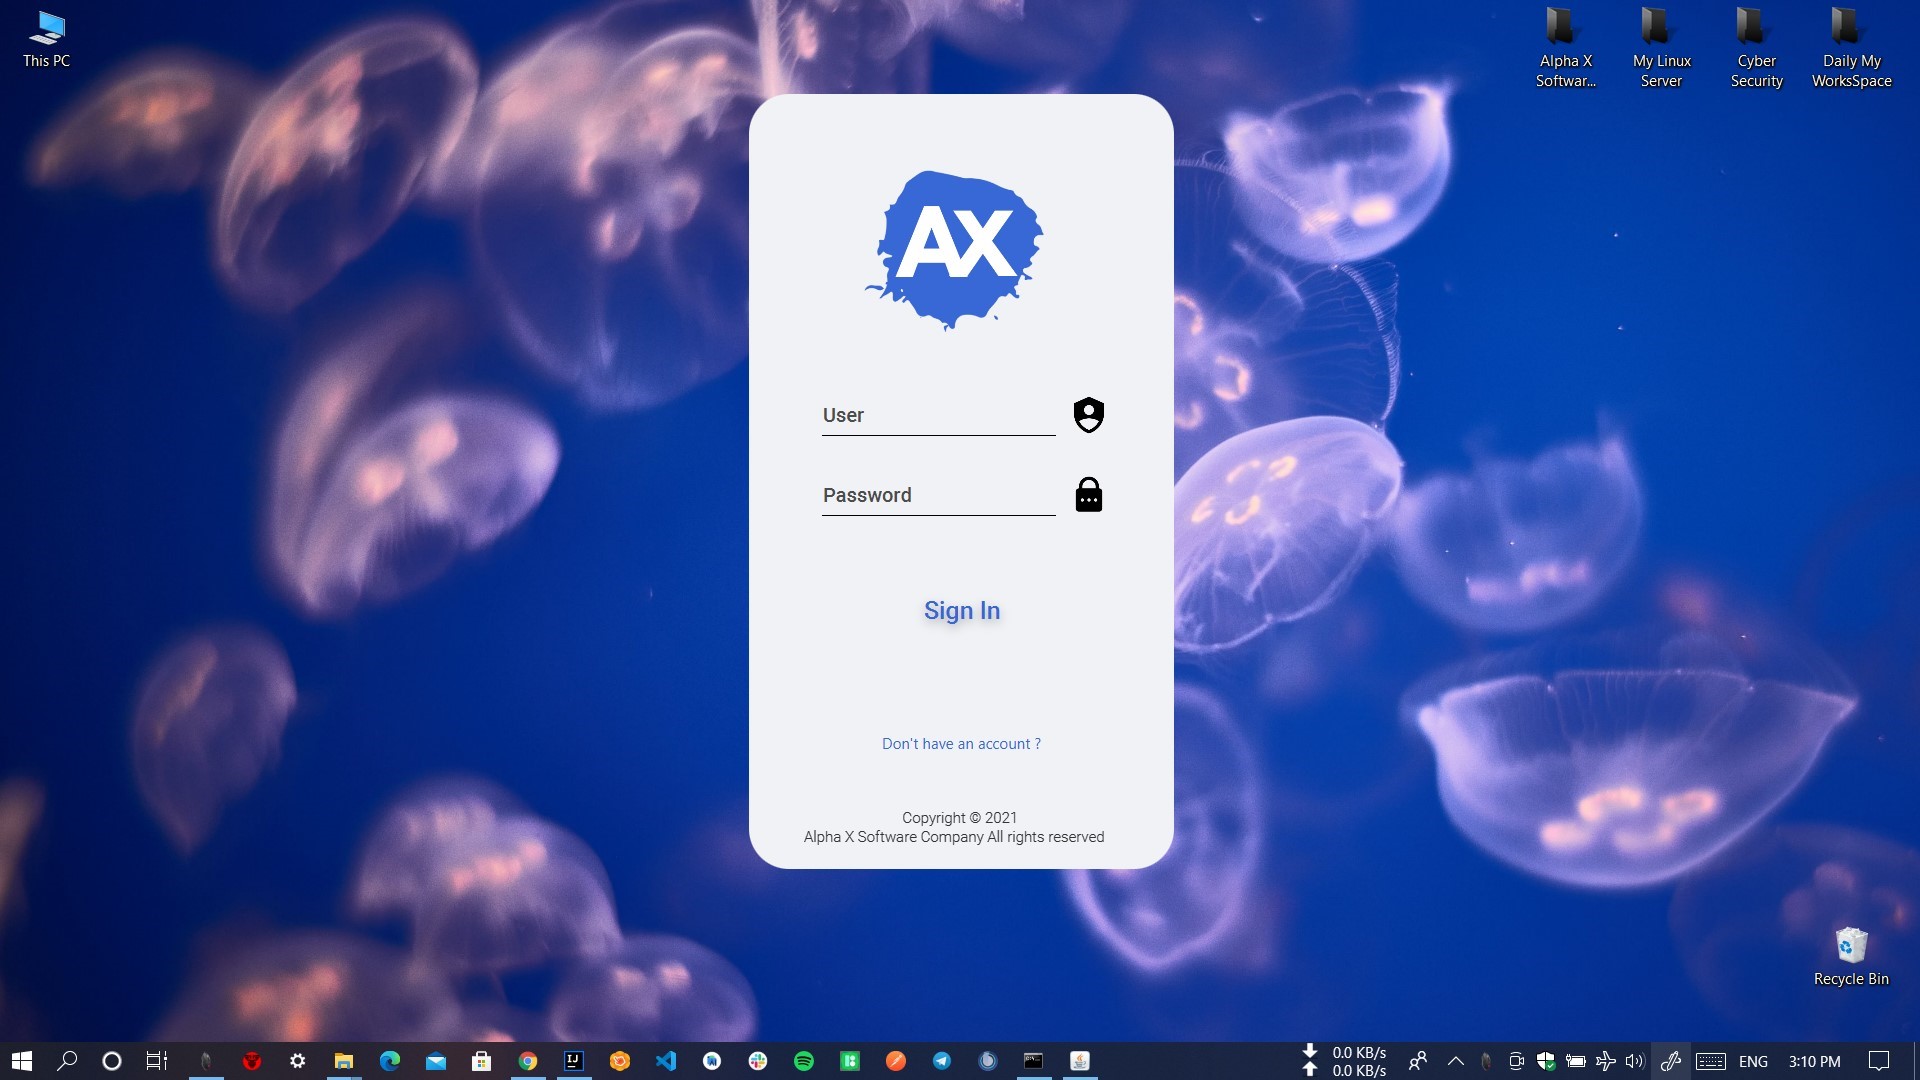 This PC
Alpha X
Softwar...
My Linux
Server
Cyber
Security
Daily My
WorksSpace
AX
User
Password
Sign In
Don't have an account ?
Copyright © 2021
Alpha X Software Company All rights reserved
Recycle Bin
IJ
0.0 KB/s
0.0 KB/s
ENG
3:10 PM